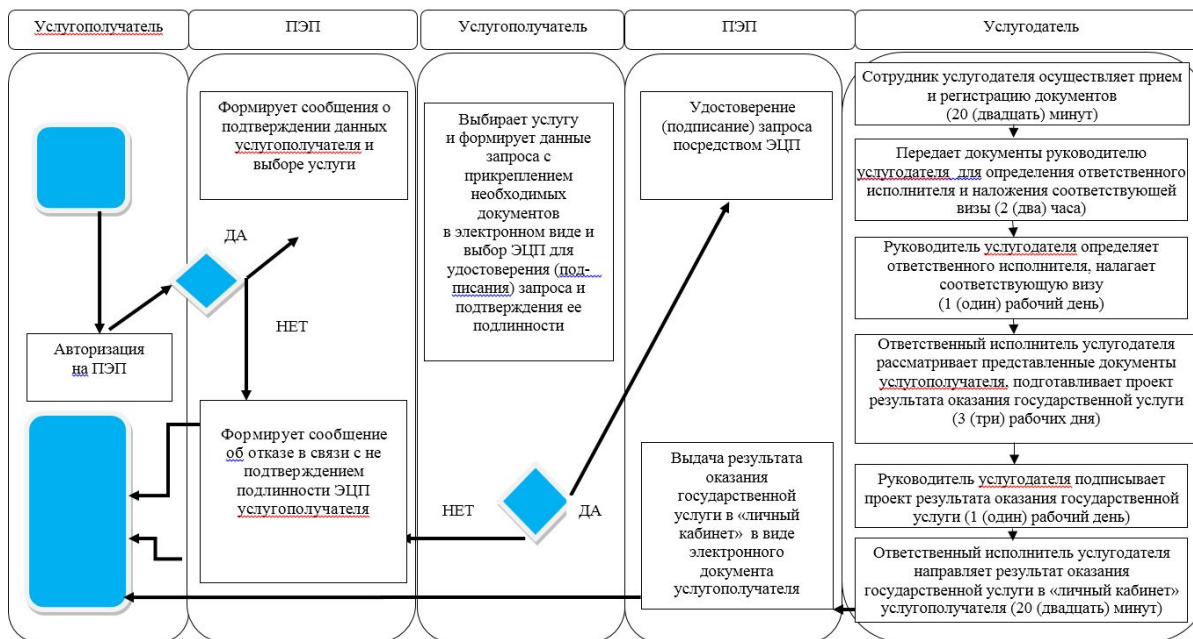 Услугополучатель
ПЭП
Услугополучатель
ПЭП
Услугодатель
Авторизация
на ПЭП
Формирует сообщения о
подтверждении данных
услугополучателя и
выборе услуги
ДА
НЕТ
Формирует сообщение
об отказе в связи с не
подтверждением
подлинности ЭЦП
услугополучателя
Выбирает услугу
и формирует данные
запроса с
прикреплением
необходимых
документов
в электронном виде и
выбор ЭЦП для
удостоверения (под-
писания) запроса и
подтверждения ее
подлинности
НЕТ
ДА
Удостоверение
(подписание) запроса
посредством ЭЦП
Выдача результата
оказания
государственной
услуги в «личный
кабинет» в виде
электронного
документа
услугополучателя
Сотрудник услугодателя осуществляет прием
и регистрацию документов
(20 (двадцать) минут)
Передает документы руководителю
услугодателя для определения ответственного
исполнителя и наложения соответствующей
визы (2 (два) часа)
Руководитель услугодателя определяет
ответственного исполнителя, налагает
соответствующую визу
(1 (один) рабочий день)
Ответственный исполнитель услугодателя
рассматривает представленные документы
услугополучателя, подготавливает проект
результата оказания государственной услуги
(3 (три) рабочих дня)
Руководитель услугодателя подписывает
проект результата оказания государственной
услуги (1 (один) рабочий день)
Ответственный исполнитель услугодателя
направляет результат оказания
государственной услуги в «личный кабинет»
услугополучателя (20 (двадцать) минут)